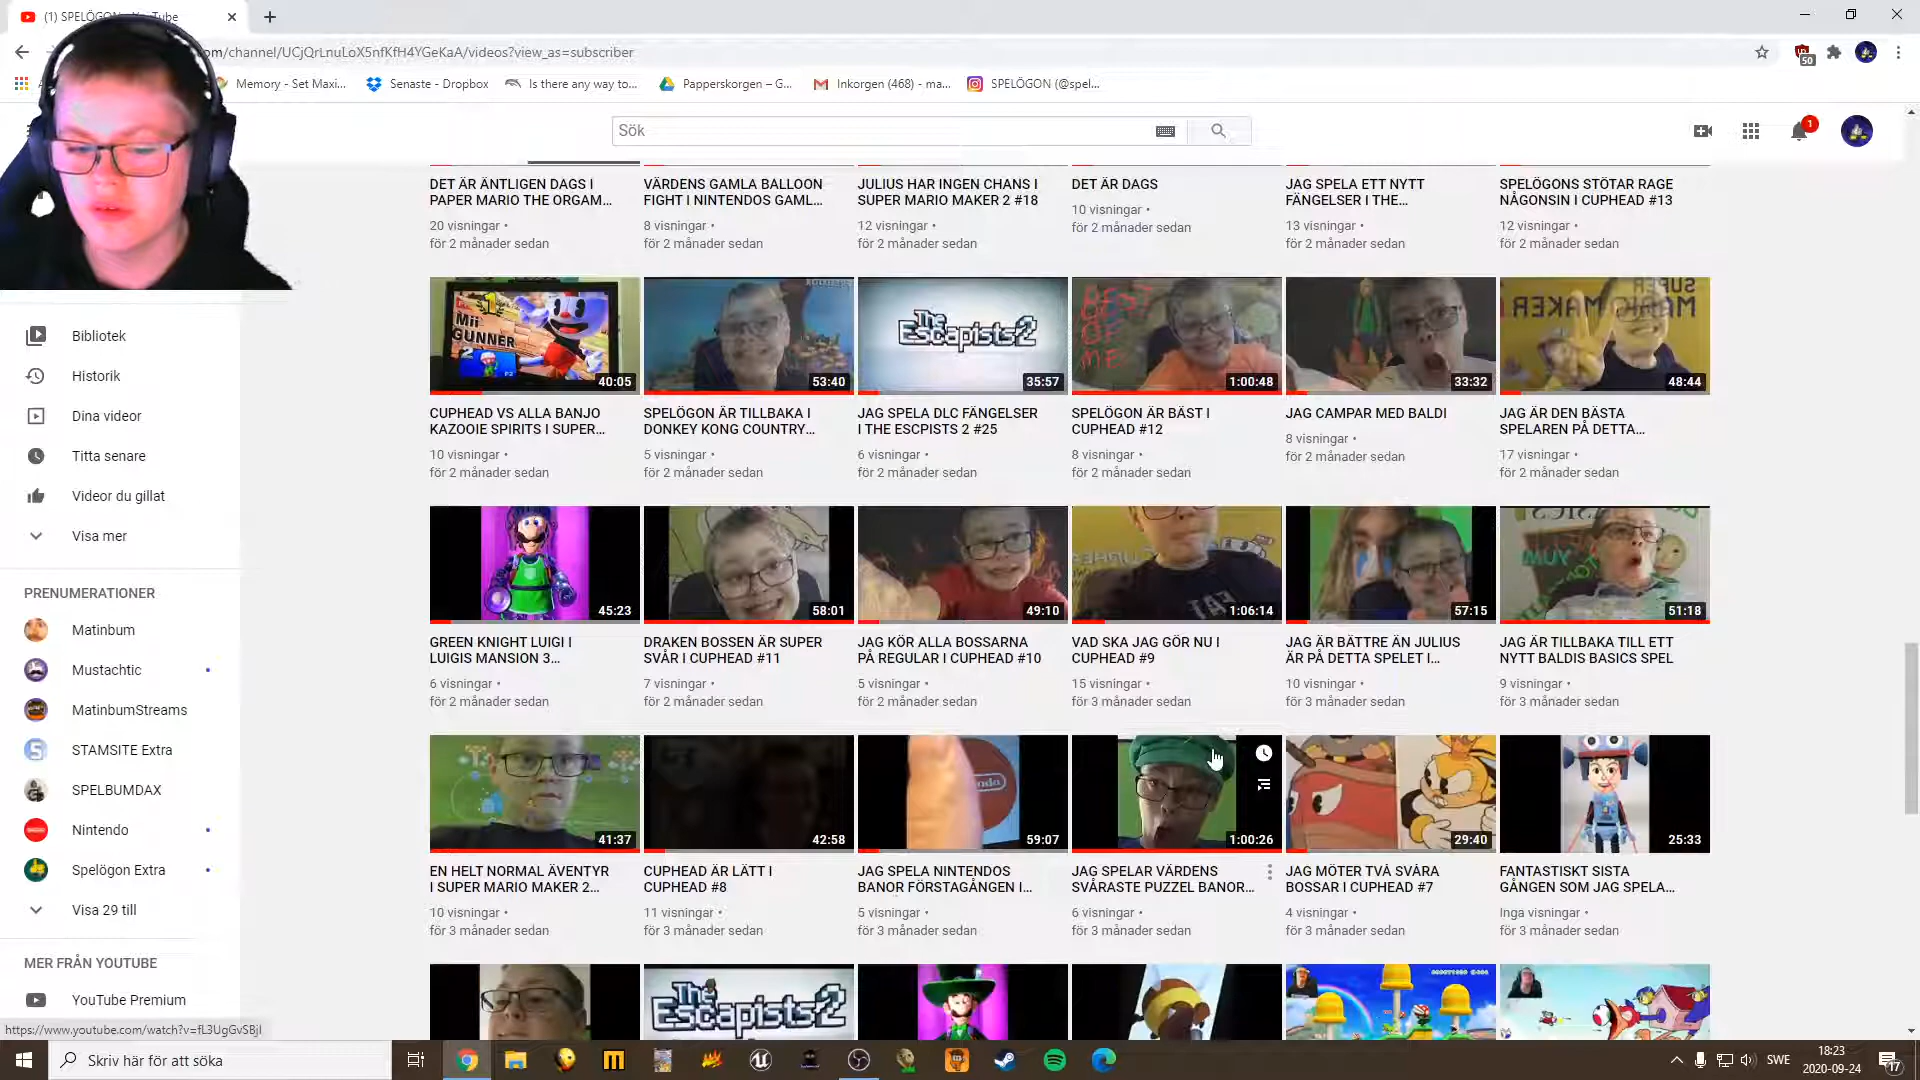 (1) SPELÖGON - YouTube
om/channel/UCjQrLnuLoX5nfKfH4YGeKaA/videos?view_as=subscriber
50
Memory - Set Maxi...
Senaste - Dropbox
Is there any way to...
Papperskorgen – G...
Inkorgen (468) - ma...
SPELÖGON (@spel...
Sök
1
DET ÄR ÄNTLIGEN DAGS I
PAPER MARIO THE ORGAM...
20 visningar •
för 2 månader sedan
VÄRDENS GAMLA BALLOON
FIGHT I NINTENDOS GAML...
8 visningar •
för 2 månader sedan
JULIUS HAR INGEN CHANS I
SUPER MARIO MAKER 2 #18
12 visningar •
för 2 månader sedan
DET ÄR DAGS
10 visningar •
för 2 månader sedan
JAG SPELA ETT NYTT
FÄNGELSER I THE...
13 visningar •
för 2 månader sedan
SPELÖGONS STÖTAR RAGE
NÅGONSIN I CUPHEAD #13
12 visningar •
för 2 månader sedan
Mii
GUNNER
40:05
CUPHEAD VS ALLA BANJO
KAZOOIE SPIRITS I SUPER...
10 visningar •
för 2 månader sedan
53:40
SPELÖGON ÄR TILLBAKA I
DONKEY KONG COUNTRY...
5 visningar •
för 2 månader sedan
The
Escapists 2
35:57
JAG SPELA DLC FÄNGELSER
I THE ESCPISTS 2 #25
6 visningar •
för 2 månader sedan
BEST
OF
ME
1:00:48
SPELÖGON ÄR BÄST I
CUPHEAD #12
8 visningar •
för 2 månader sedan
33:32
JAG CAMPAR MED BALDI
8 visningar •
för 2 månader sedan
SUPER
MARIO MAKER
48:44
JAG ÄR DEN BÄSTA
SPELAREN PÅ DETTA...
17 visningar •
för 2 månader sedan
45:23
GREEN KNIGHT LUIGI I
LUIGIS MANSION 3...
6 visningar •
för 2 månader sedan
58:01
DRAKEN BOSSEN ÄR SUPER
SVÅR I CUPHEAD #11
7 visningar •
för 2 månader sedan
49:10
JAG KÖR ALLA BOSSARNA
PÅ REGULAR I CUPHEAD #10
5 visningar •
för 2 månader sedan
1:06:14
VAD SKA JAG GÖR NU I
CUPHEAD #9
15 visningar •
för 3 månader sedan
57:15
JAG ÄR BÄTTRE ÄN JULIUS
ÄR PÅ DETTA SPELET I...
10 visningar •
för 3 månader sedan
51:18
JAG ÄR TILLBAKA TILL ETT
NYTT BALDIS BASICS SPEL
9 visningar •
för 3 månader sedan
41:37
EN HELT NORMAL ÄVENTYR
I SUPER MARIO MAKER 2...
10 visningar •
för 3 månader sedan
42:58
CUPHEAD ÄR LÄTT I
CUPHEAD #8
11 visningar •
för 3 månader sedan
59:07
JAG SPELA NINTENDOS
BANOR FÖRSTAGÅNGEN I...
5 visningar •
för 3 månader sedan
1:00:26
JAG SPELAR VÄRDENS
SVÅRASTE PUZZEL BANOR...
6 visningar •
för 3 månader sedan
29:40
JAG MÖTER TVÅ SVÅRA
BOSSAR I CUPHEAD #7
4 visningar •
för 3 månader sedan
25:33
FANTASTISKT SISTA
GÅNGEN SOM JAG SPELA...
Inga visningar •
för 3 månader sedan
The
Escapists 2
Bibliotek
Historik
Dina videor
Titta senare
Videor du gillat
Visa mer
PRENUMERATIONER
Matinbum
Mustachtic
MatinbumStreams
STAMSITE Extra
SPELBUMDAX
Nintendo
Spelögon Extra
Visa 29 till
MER FRÅN YOUTUBE
YouTube Premium
https://www.youtube.com/watch?v=fL3UgGvSBjI
Skriv här för att söka
SWE
18:23
2020-09-24
17